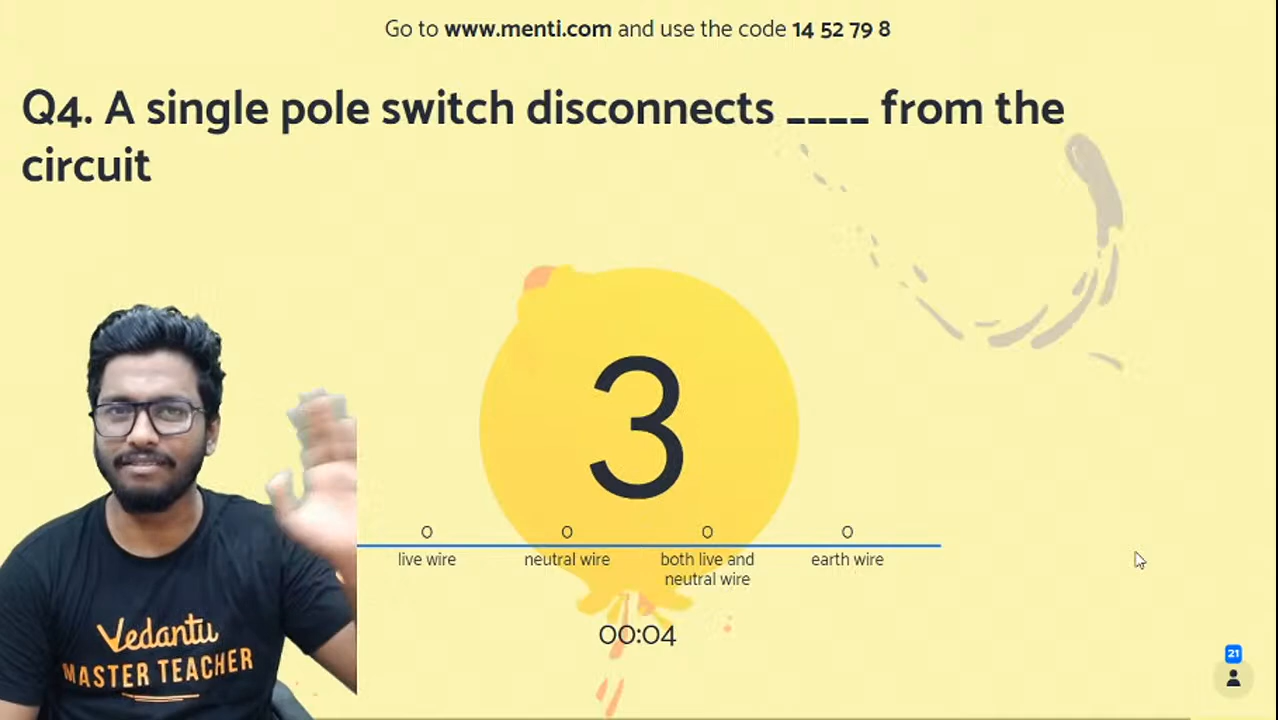 Go to www.menti.com and use the code 14 52 79 8
Q4. A single pole switch disconnects ____ from the
circuit
3
0 0 0 0
live wire neutral wire both live and earth wire
neutral wire
00:04
Vedantu
MASTER TEACHER
21